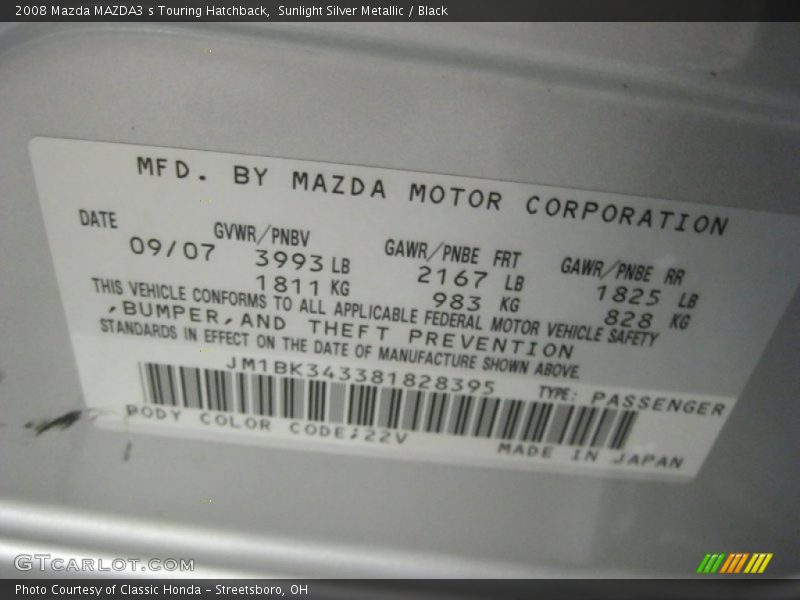 2008 Mazda MAZDA3 s Touring Hatchback,  Sunlight Silver Metallic / Black
MFD. BY MAZDA MOTOR CORPORATION
DATE GVWR/PNBV GAWR/PNBE FRT GAWR/PNBE RR
09/07 3993 LB 2167 LB 1825 LB
1811 KG 983 KG 828 KG
THIS VEHICLE CONFORMS TO ALL APPLICABLE FEDERAL MOTOR VEHICLE SAFETY
,BUMPER,AND THEFT PREVENTION
STANDARDS IN EFFECT ON THE DATE OF MANUFACTURE SHOWN ABOVE.
JM1BK343381828395 TYPE: PASSENGER
BODY COLOR CODE;22V MADE IN JAPAN
GTCARLOT.COM
Photo Courtesy of Classic Honda - Streetsboro, OH